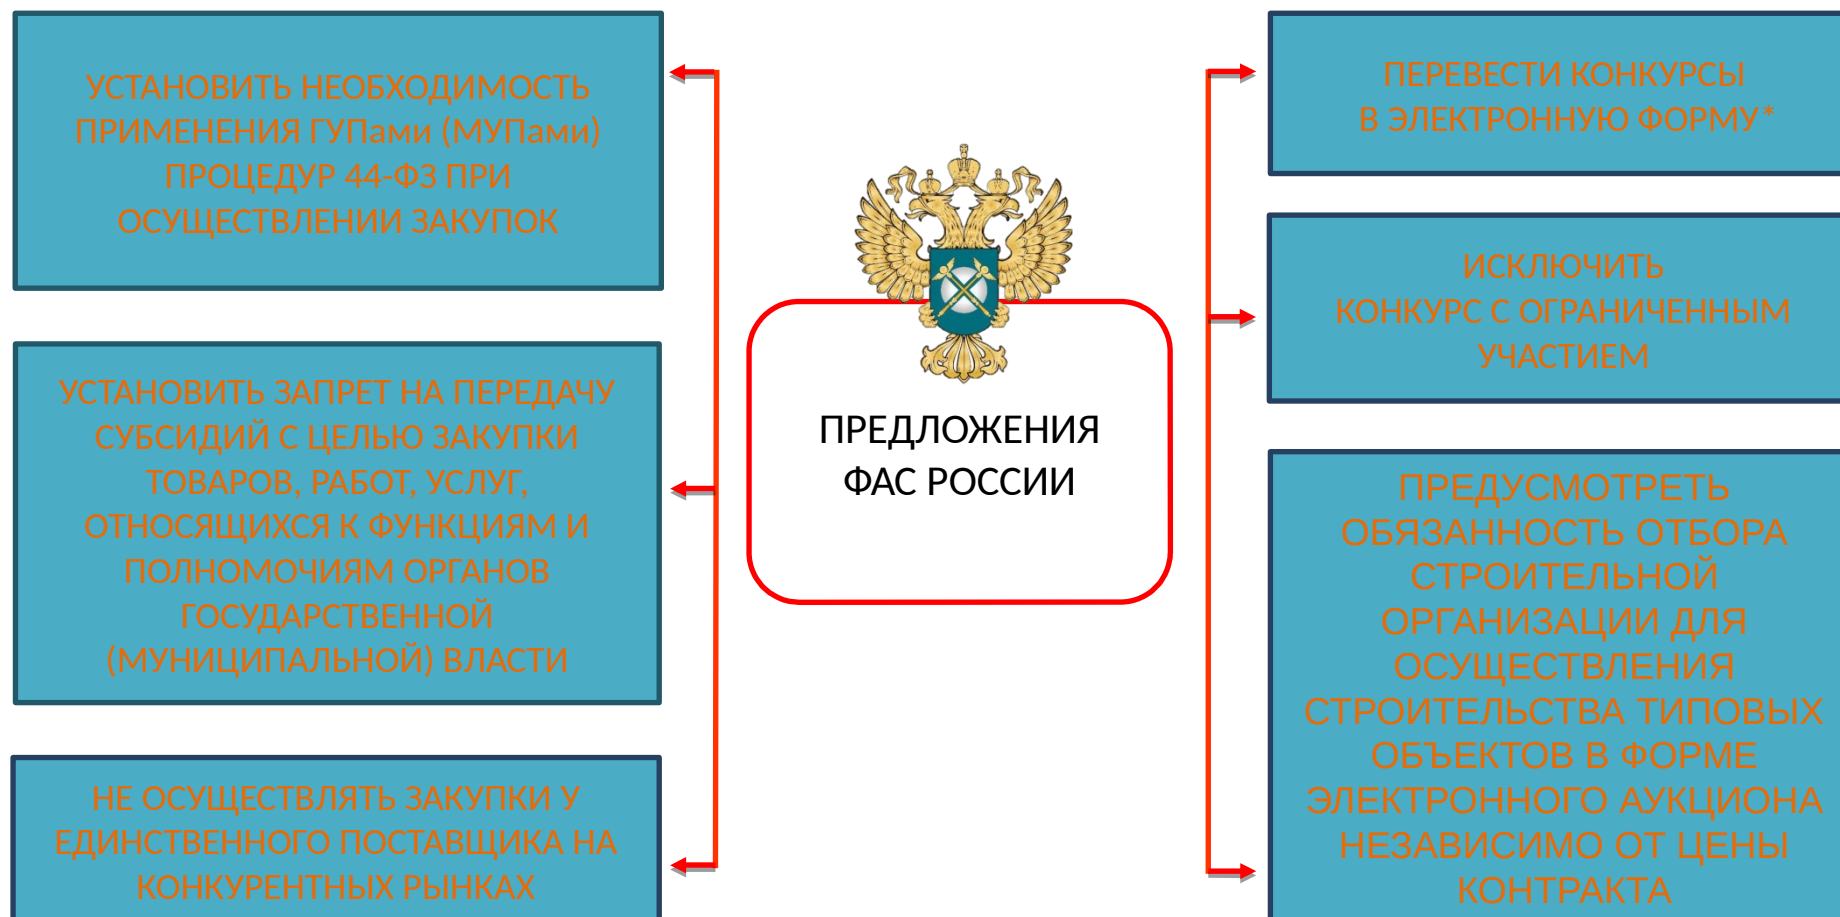 УСТАНОВИТЬ НЕОБХОДИМОСТЬ
ПРИМЕНЕНИЯ ГУПами (МУПами)
ПРОЦЕДУР 44-ФЗ ПРИ
ОСУЩЕСТВЛЕНИИ ЗАКУПОК
УСТАНОВИТЬ ЗАПРЕТ НА ПЕРЕДАЧУ
СУБСИДИЙ С ЦЕЛЬЮ ЗАКУПКИ
ТОВАРОВ, РАБОТ, УСЛУГ,
ОТНОСЯЩИХСЯ К ФУНКЦИЯМ И
ПОЛНОМОЧИЯМ ОРГАНОВ
ГОСУДАРСТВЕННОЙ
(МУНИЦИПАЛЬНОЙ) ВЛАСТИ
НЕ ОСУЩЕСТВЛЯТЬ ЗАКУПКИ У
ЕДИНСТВЕННОГО ПОСТАВЩИКА НА
КОНКУРЕНТНЫХ РЫНКАХ
ПРЕДЛОЖЕНИЯ
ФАС РОССИИ
ПЕРЕВЕСТИ КОНКУРСЫ
В ЭЛЕКТРОННУЮ ФОРМУ*
ИСКЛЮЧИТЬ
КОНКУРС С ОГРАНИЧЕННЫМ
УЧАСТИЕМ
ПРЕДУСМОТРЕТЬ
ОБЯЗАННОСТЬ ОТБОРА
СТРОИТЕЛЬНОЙ
ОРГАНИЗАЦИИ ДЛЯ
ОСУЩЕСТВЛЕНИЯ
СТРОИТЕЛЬСТВА ТИПОВЫХ
ОБЪЕКТОВ В ФОРМЕ
ЭЛЕКТРОННОГО АУКЦИОНА
НЕЗАВИСИМО ОТ ЦЕНЫ
КОНТРАКТА